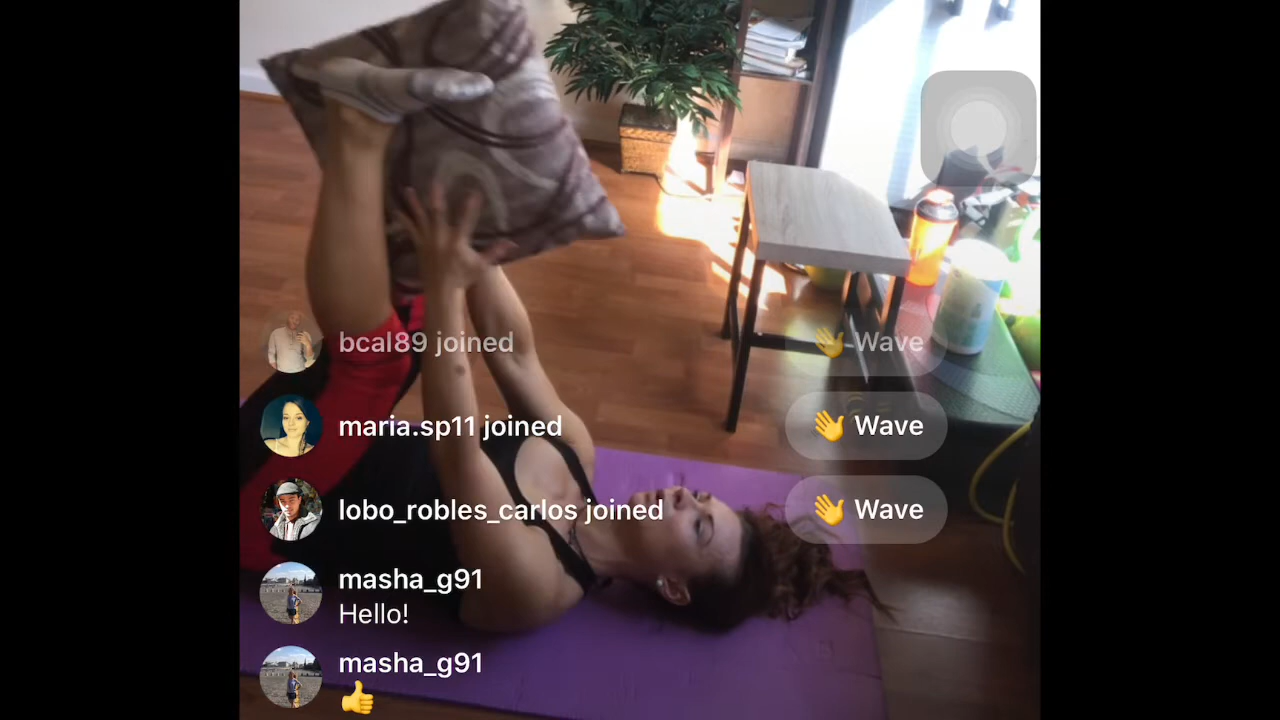 bcal89 joined
👋 Wave
maria.sp11 joined
👋 Wave
lobo_robles_carlos joined
👋 Wave
masha_g91
Hello!
masha_g91
👍